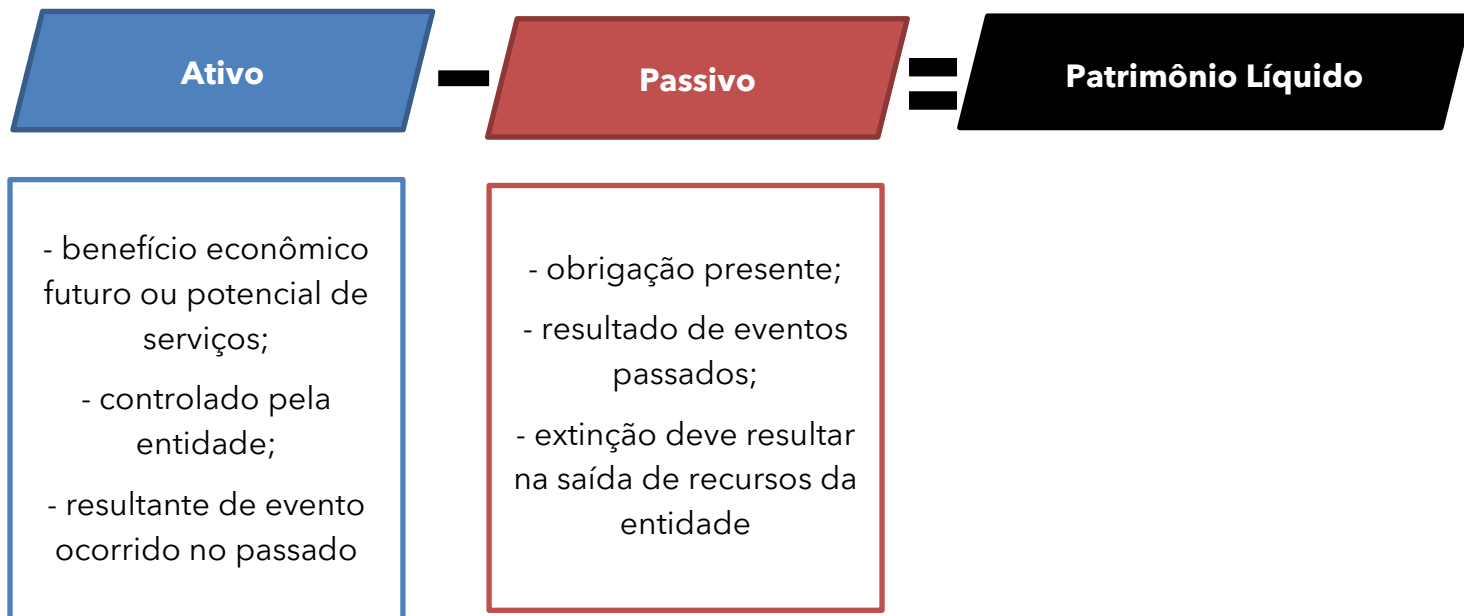 Ativo
Passivo
Patrimônio Líquido
- benefício econômico
futuro ou potencial de
serviços;
- controlado pela
entidade;
- resultante de evento
ocorrido no passado
- obrigação presente;
- resultado de eventos
passados;
- extinção deve resultar
na saída de recursos da
entidade